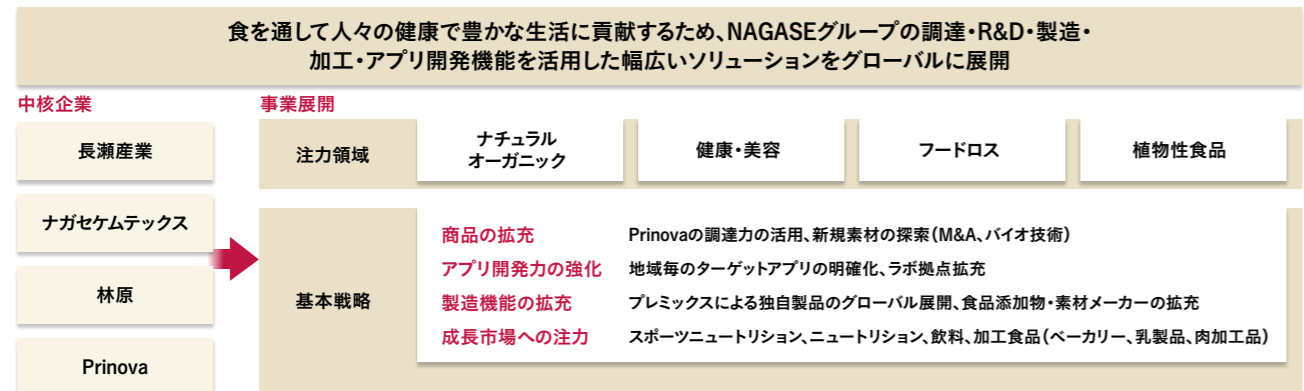 食を通して人々の健康で豊かな生活に貢献するため、NAGASEグループの調達・R&D・製造・
加工・アプリ開発機能を活用した幅広いソリューションをグローバルに展開
中核企業
長瀬産業
ナガセケムテックス
林原
Prinova
事業展開
注力領域
ナチュラル
オーガニック
健康・美容
フードロス
植物性食品
基本戦略
商品の拡充 Prinovaの調達力の活用、新規素材の探索（M&A、バイオ技術）
アプリ開発力の強化 地域毎のターゲットアプリの明確化、ラボ拠点拡充
製造機能の拡充 プレミックスによる独自製品のグローバル展開、食品添加物・素材メーカーの拡充
成長市場への注力 スポーツニュートリション、ニュートリション、飲料、加工食品（ベーカリー、乳製品、肉加工品）